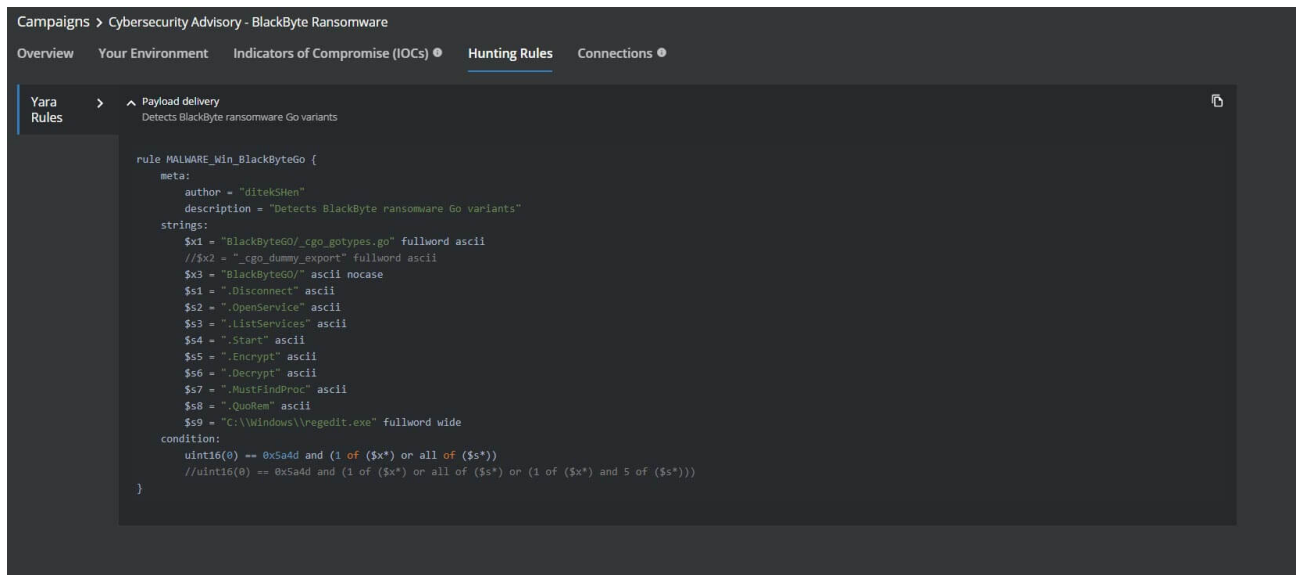 Campaigns > Cybersecurity Advisory - BlackByte Ransomware
Overview Your Environment Indicators of Compromise (IOCs) Hunting Rules Connections
Yara Rules >
Payload delivery
Detects BlackByte ransomware Go variants
rule MALWARE_Win_BlackByteGo {
    meta:
        author = "ditekSHen"
        description = "Detects BlackByte ransomware Go variants"
    strings:
        $x1 = "BlackByteGO/_cgo_gotypes.go" fullword ascii
        //$x2 = "_cgo_dummy_export" fullword ascii
        $x3 = "BlackByteGO/" ascii nocase
        $s1 = ".Disconnect" ascii
        $s2 = ".OpenService" ascii
        $s3 = ".ListServices" ascii
        $s4 = ".Start" ascii
        $s5 = ".Encrypt" ascii
        $s6 = ".Decrypt" ascii
        $s7 = ".MustFindProc" ascii
        $s8 = ".QuoRem" ascii
        $s9 = "C:\\Windows\\regedit.exe" fullword wide
    condition:
        uint16(0) == 0x5a4d and (1 of ($x*) or all of ($s*))
        //uint16(0) == 0x5a4d and (1 of ($x*) or all of ($s*) or (1 of ($x*) and 5 of ($s*)))
}